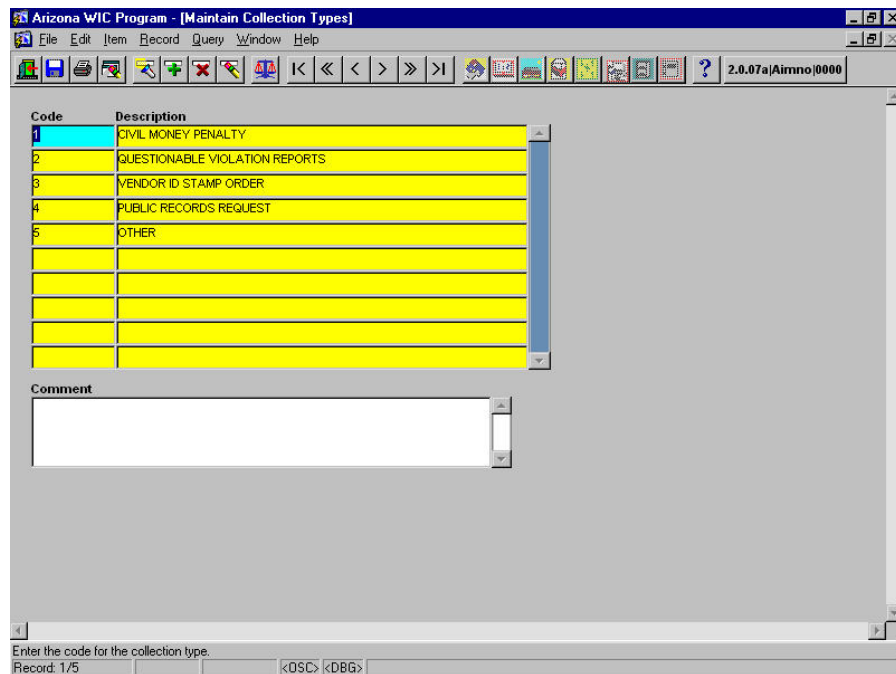 Arizona WIC Program - [Maintain Collection Types]
File Edit Item Record Query Window Help
? 2.0.07a|Aimno|0000
Code Description
1 CIVIL MONEY PENALTY
2 QUESTIONABLE VIOLATION REPORTS
3 VENDOR ID STAMP ORDER
4 PUBLIC RECORDS REQUEST
5 OTHER
Comment
Enter the code for the collection type.
Record: 1/5 <OSC> <DBG>